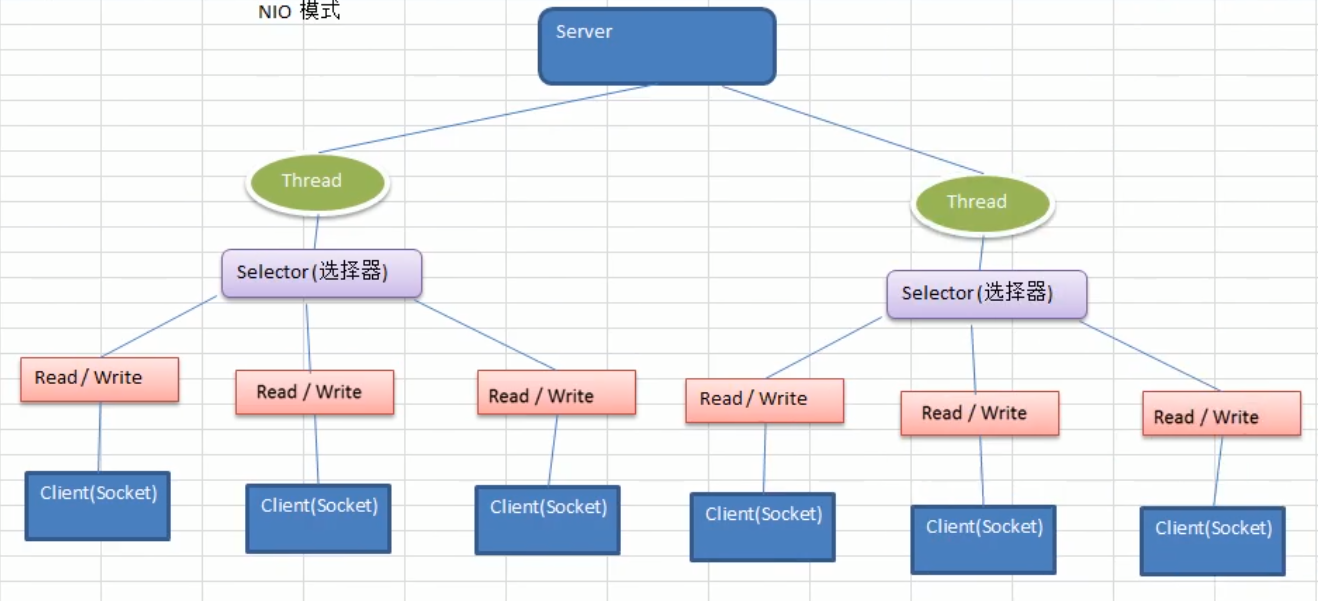 NIO 模式
Server
Thread
Thread
Selector(选择器)
Selector(选择器)
Read / Write
Read / Write
Read / Write
Read / Write
Read / Write
Read / Write
Client(Socket)
Client(Socket)
Client(Socket)
Client(Socket)
Client(Socket)
Client(Socket)